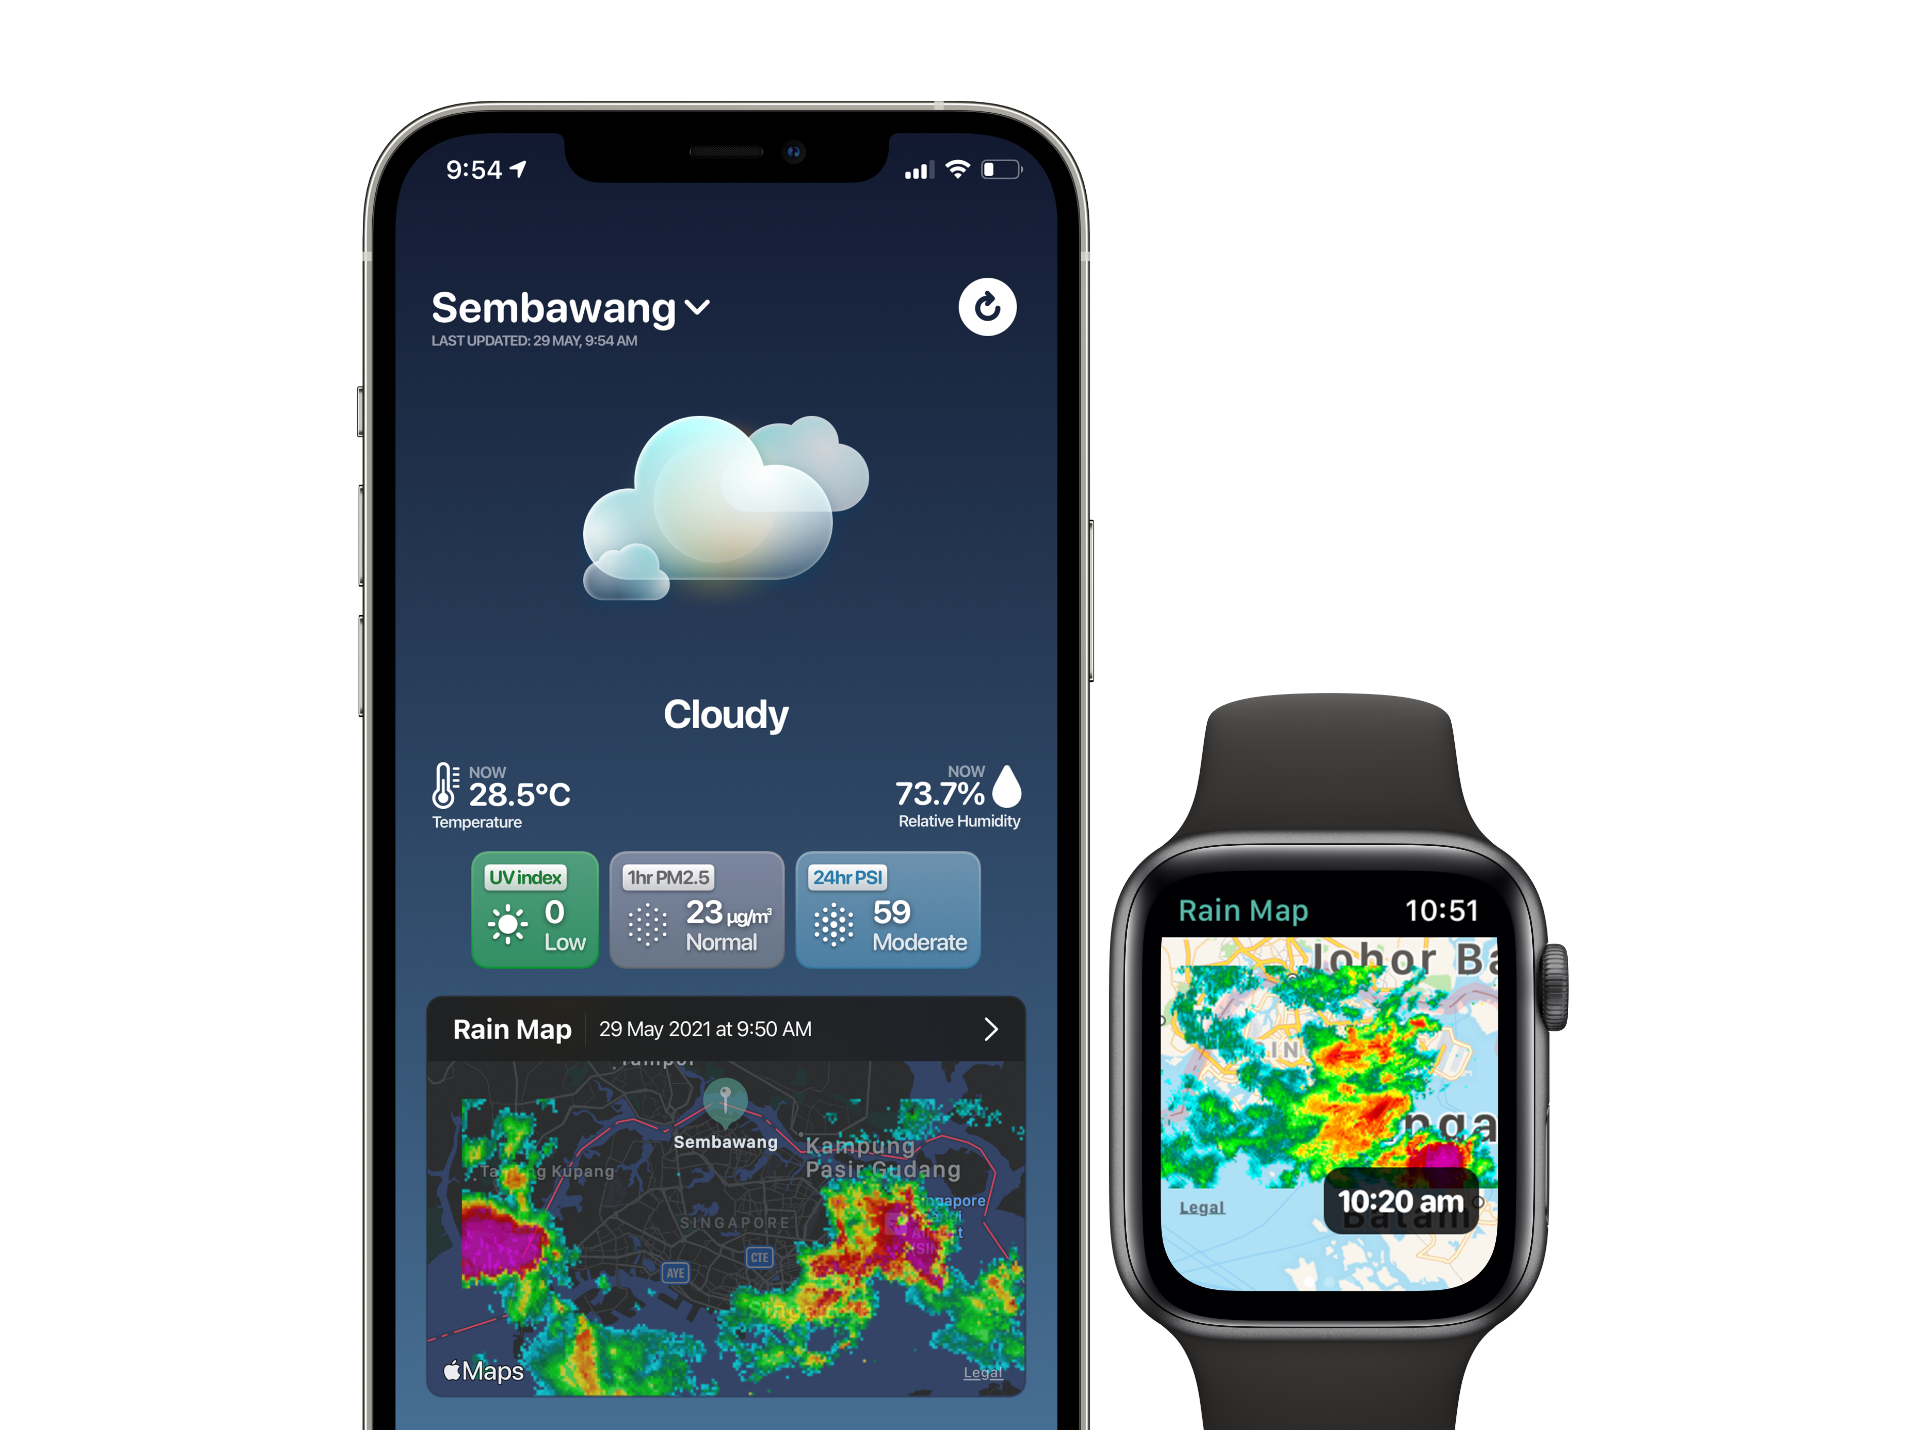 9:54
Sembawang
LAST UPDATED: 29 MAY, 9:54 AM
Cloudy
NOW
28.5°C
Temperature
NOW
73.7%
Relative Humidity
UV index
0
Low
1hr PM2.5
23 µg/m³
Normal
24hr PSI
59
Moderate
Rain Map
29 May 2021 at 9:50 AM
Sembawang
Kampung
Pasir Gudang
Kupang
SINGAPORE
CTE
AYE
Maps
Legal
Rain Map
10:51
Johor Ba
nga
Legal
10:20 am
Batam